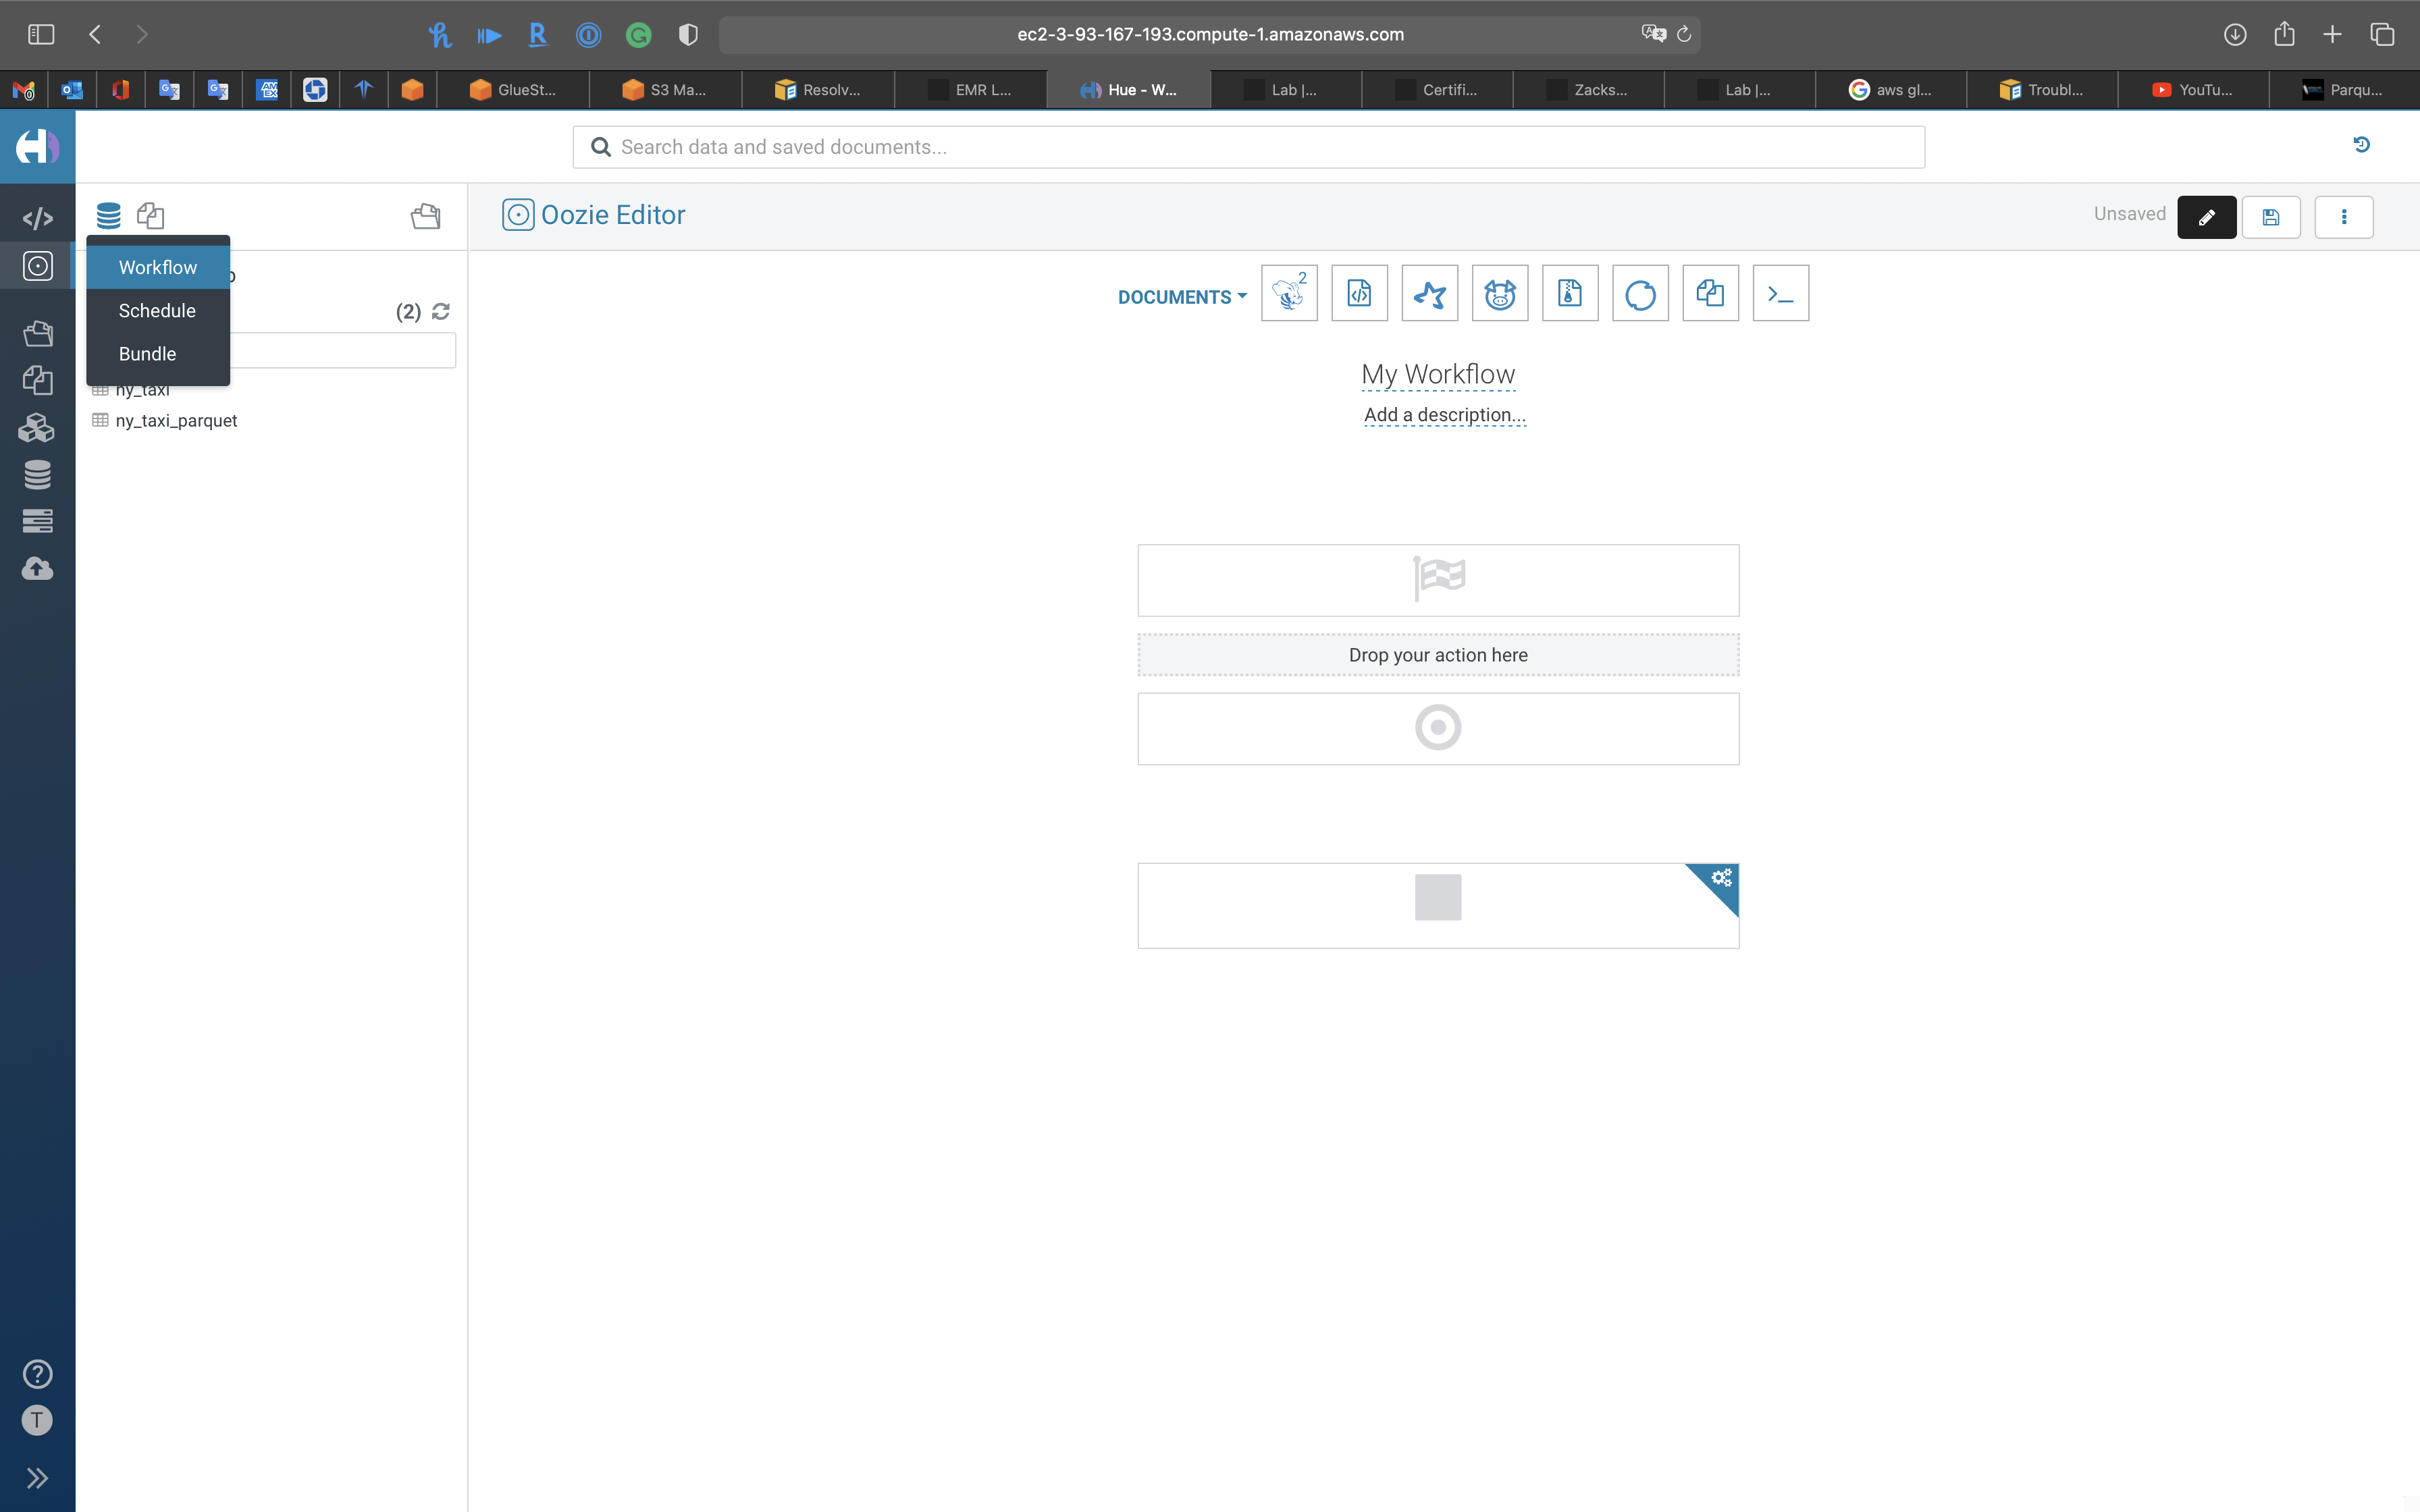 ec2-3-93-167-193.compute-1.amazonaws.com
GlueSt...
S3 Ma...
Resolv...
EMR L...
Hue - W...
Lab |...
Certifi...
Zacks...
Lab |...
aws gl...
Troubl...
YouTu...
Parqu...
Search data and saved documents...
Oozie Editor
Unsaved
Workflow
Schedule
Bundle
(2)
ny_taxi
ny_taxi_parquet
DOCUMENTS
2
My Workflow
Add a description...
Drop your action here
T